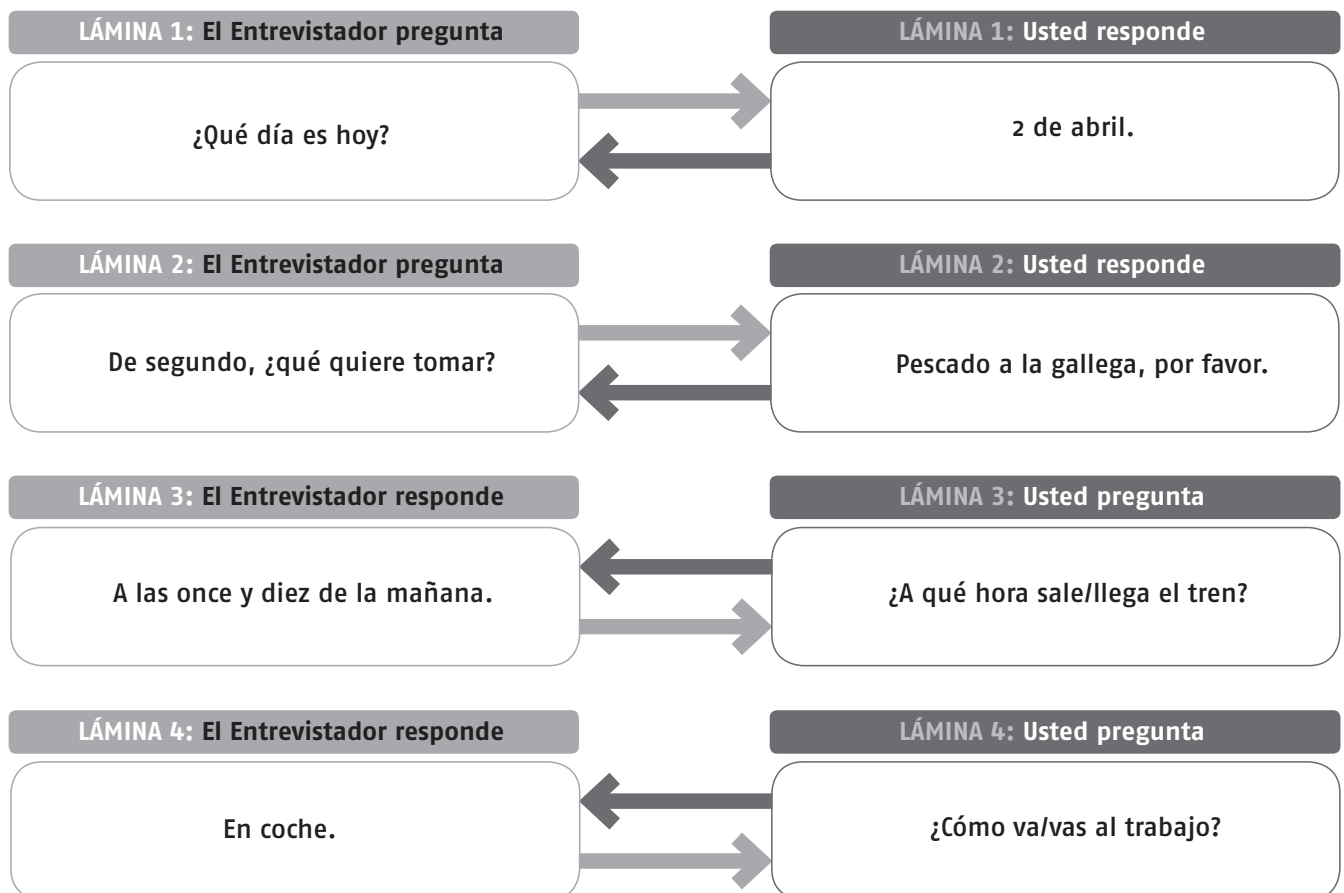 LÁMINA 1: El Entrevistador pregunta
LÁMINA 1: Usted responde
¿Qué día es hoy?
2 de abril.
LÁMINA 2: El Entrevistador pregunta
LÁMINA 2: Usted responde
De segundo, ¿qué quiere tomar?
Pescado a la gallega, por favor.
LÁMINA 3: El Entrevistador responde
LÁMINA 3: Usted pregunta
A las once y diez de la mañana.
¿A qué hora sale/llega el tren?
LÁMINA 4: El Entrevistador responde
LÁMINA 4: Usted pregunta
En coche.
¿Cómo va/vas al trabajo?